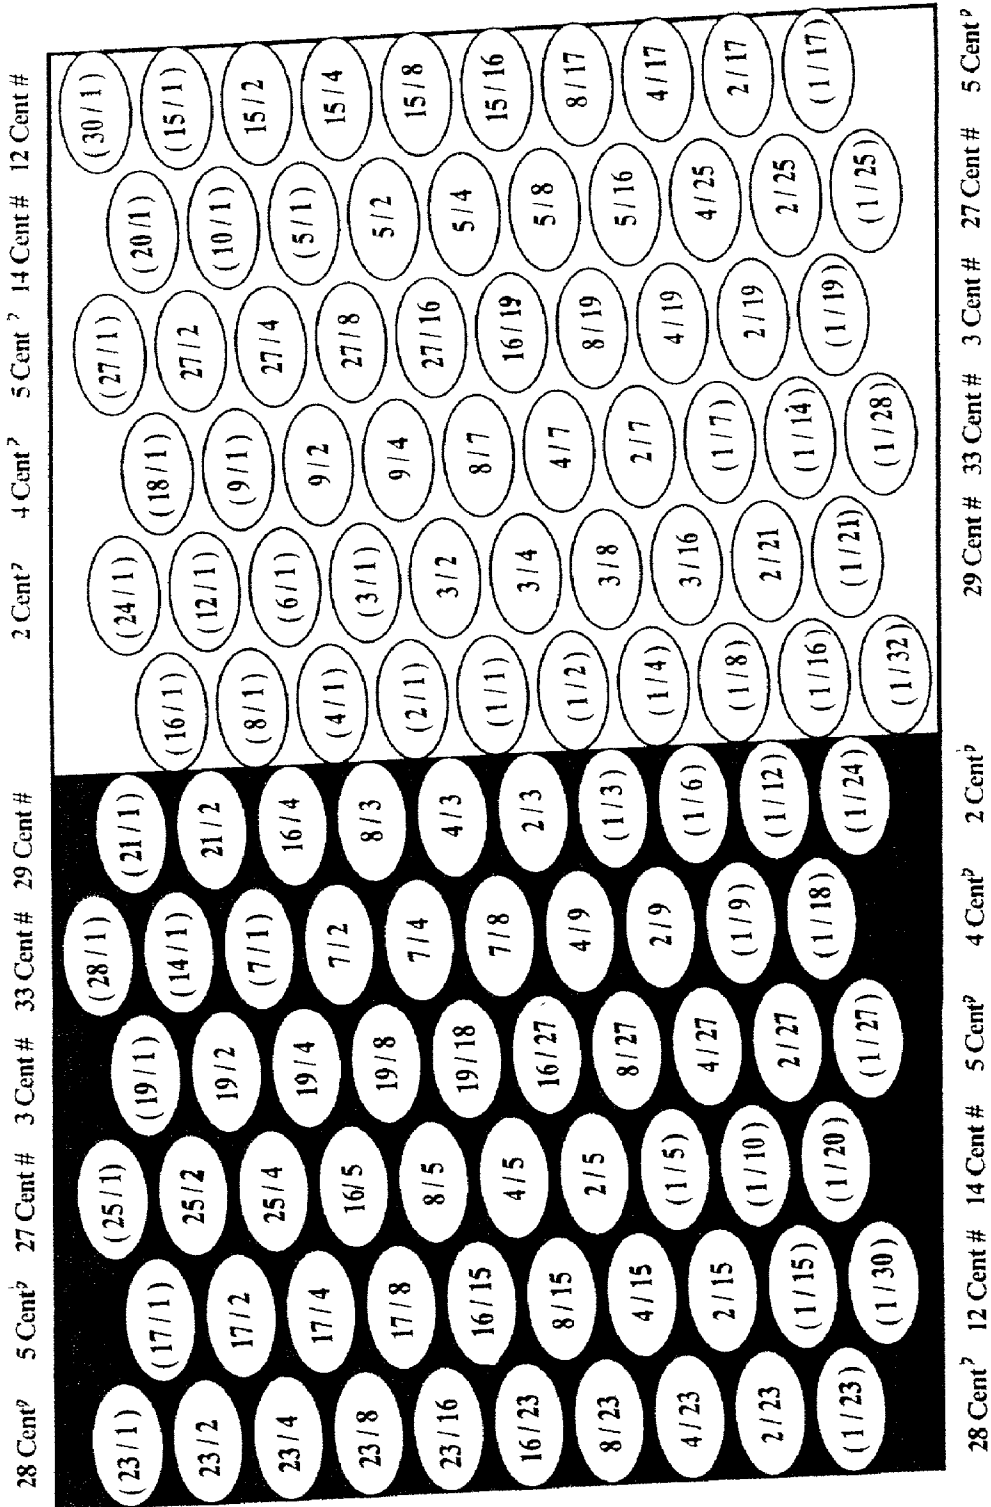 28 Cent♭ 5 Cent♭ 27 Cent # 3 Cent # 33 Cent # 29 Cent # 2 Cent♭ 4 Cent♭ 5 Cent♭ 14 Cent # 12 Cent #
(23 / 1) (17 / 1) (25 / 1) (19 / 1) (28 / 1) (21 / 1) (16 / 1) (24 / 1) (18 / 1) (27 / 1) (20 / 1) (30 / 1)
23 / 2 17 / 2 25 / 2 19 / 2 (14 / 1) 21 / 2 (8 / 1) (12 / 1) (9 / 1) 27 / 2 (10 / 1) (15 / 1)
23 / 4 17 / 4 25 / 4 19 / 4 (7 / 1) 16 / 4 (4 / 1) (6 / 1) 9 / 2 27 / 4 (5 / 1) 15 / 2
23 / 8 17 / 8 16 / 5 19 / 8 7 / 2 8 / 3 (2 / 1) (3 / 1) 9 / 4 27 / 8 5 / 2 15 / 4
23 / 16 16 / 15 8 / 5 19 / 18 7 / 4 4 / 3 (1 / 1) 3 / 2 8 / 7 27 / 16 5 / 4 15 / 8
16 / 23 8 / 15 4 / 5 16 / 27 7 / 8 2 / 3 (1 / 2) 3 / 4 4 / 7 16 / 19 5 / 8 15 / 16
8 / 23 4 / 15 2 / 5 8 / 27 4 / 9 (1 / 3) (1 / 4) 3 / 8 2 / 7 8 / 19 5 / 16 8 / 17
4 / 23 2 / 15 (1 / 5) 4 / 27 2 / 9 (1 / 6) (1 / 8) 3 / 16 (1 / 7) 4 / 19 4 / 25 4 / 17
2 / 23 (1 / 15) (1 / 10) 2 / 27 (1 / 9) (1 / 12) (1 / 16) 2 / 21 (1 / 14) 2 / 19 2 / 25 2 / 17
(1 / 23) (1 / 30) (1 / 20) (1 / 27) (1 / 18) (1 / 24) (1 / 32) (1 / 21) (1 / 28) (1 / 19) (1 / 25) (1 / 17)
28 Cent♭ 12 Cent # 14 Cent # 5 Cent♭ 4 Cent♭ 2 Cent♭ 29 Cent # 33 Cent # 3 Cent # 27 Cent # 5 Cent♭